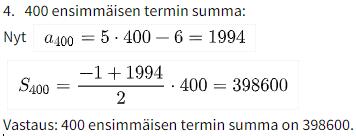 4. 400 ensimmäisen termin summa:
Nyt a₄₀₀ = 5 · 400 − 6 = 1994
S₄₀₀ = (−1 + 1994)/2 · 400 = 398600
Vastaus: 400 ensimmäisen termin summa on 398600.